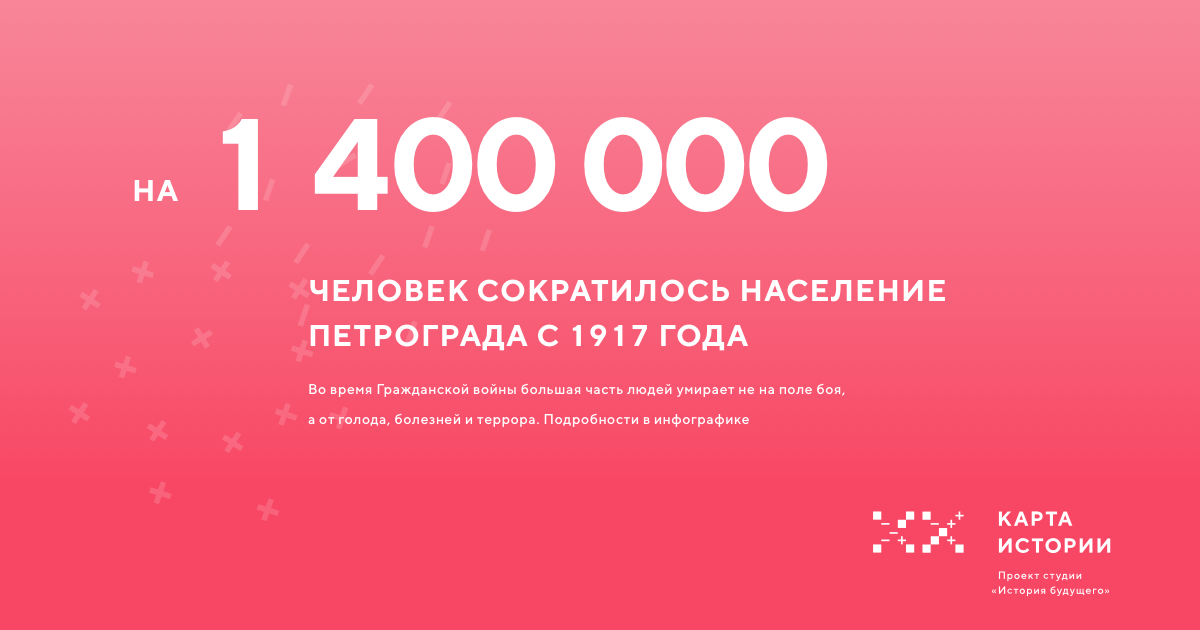 НА 1 400 000
ЧЕЛОВЕК СОКРАТИЛОСЬ НАСЕЛЕНИЕ
ПЕТРОГРАДА С 1917 ГОДА
Во время Гражданской войны большая часть людей умирает не на поле боя,
а от голода, болезней и террора. Подробности в инфографике
КАРТА
ИСТОРИИ
Проект студии
«История будущего»